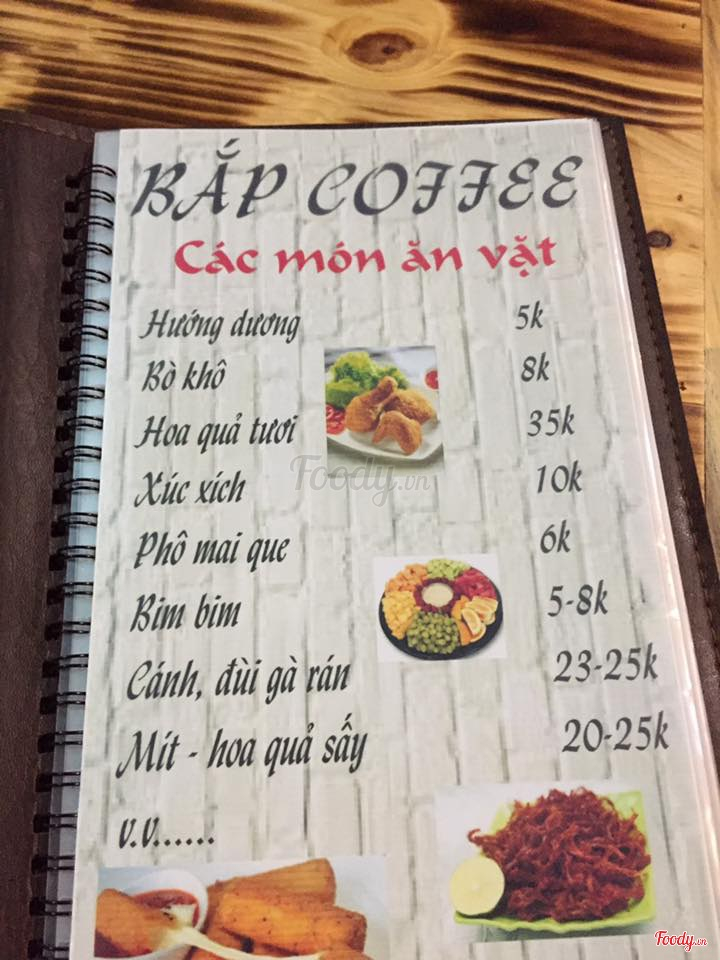 BẮP COFFEE
Các món ăn vặt
Hướng dương 5k
Bò khô 8k
Hoa quả tươi 35k
Xúc xích 10k
Phô mai que 6k
Bim bim 5-8k
Cánh, đùi gà rán 23-25k
Mít - hoa quả sấy 20-25k
v.v......
Foody.vn
Foody.vn